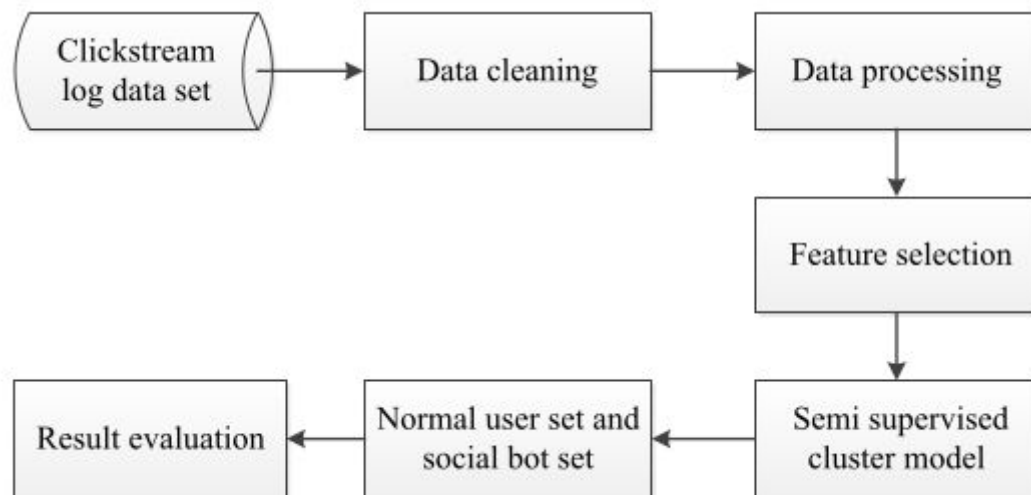 Clickstream
log data set
Data cleaning
Data processing
Feature selection
Semi supervised
cluster model
Normal user set and
social bot set
Result evaluation